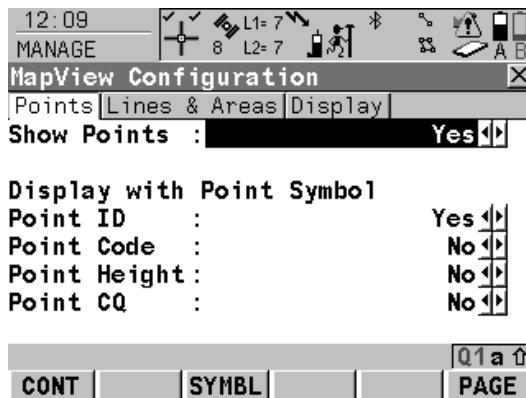 12:09
MANAGE
8
L1= 7
L2= 7
A B
MapView Configuration
Points Lines & Areas Display
Show Points : Yes
Display with Point Symbol
Point ID : Yes
Point Code : No
Point Height : No
Point CQ : No
Q1 a
CONT SYMBL PAGE